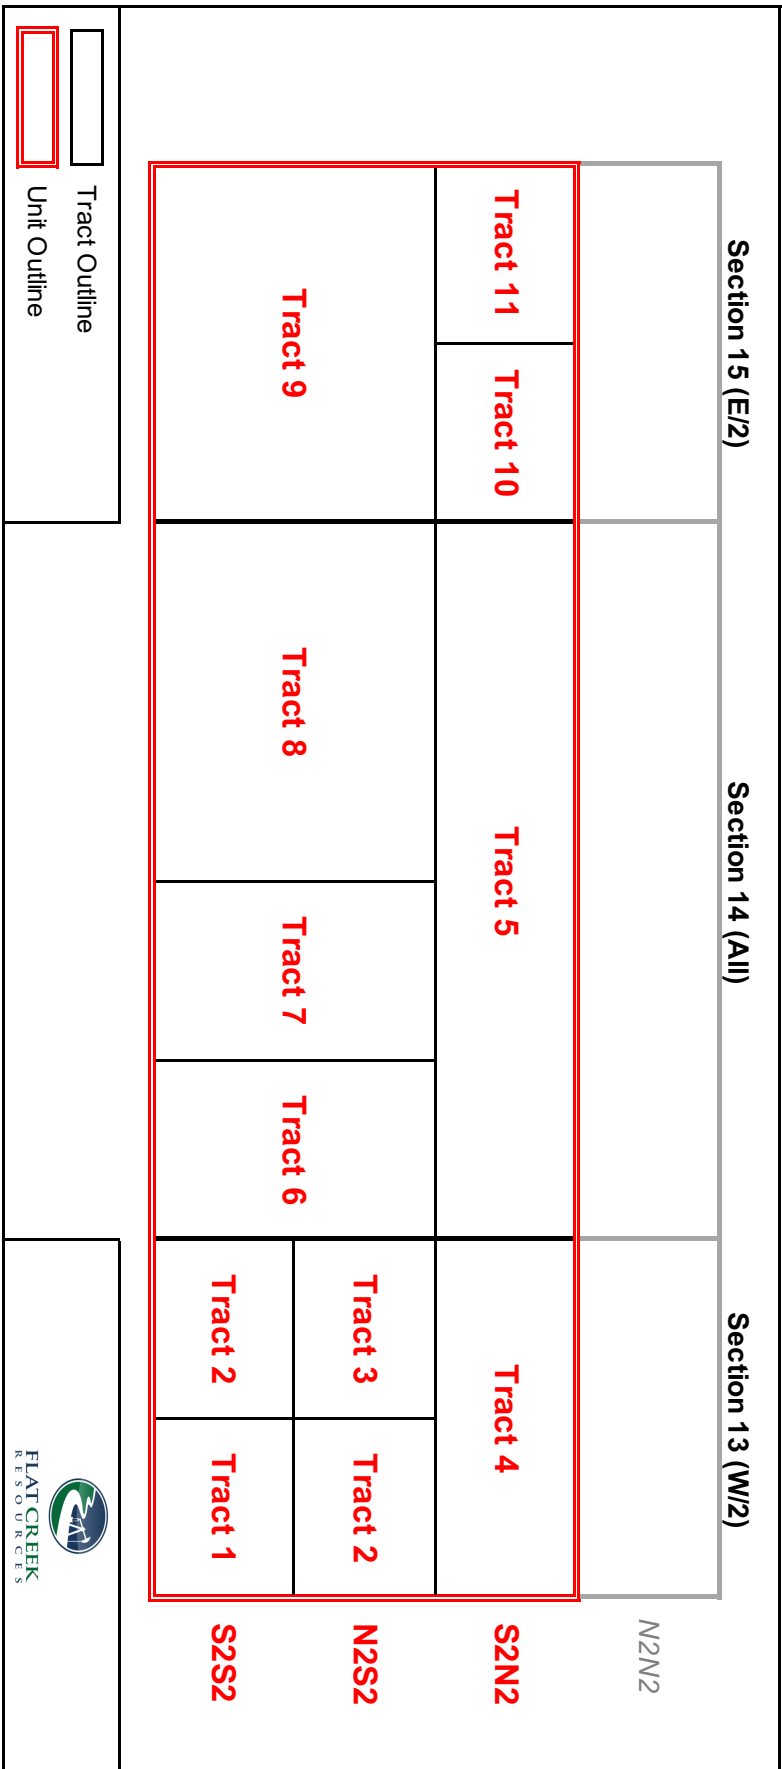 Section 15 (E/2)
Section 14 (All)
Section 13 (W/2)
N2N2
Tract 11
Tract 10
Tract 5
Tract 4
S2N2
Tract 9
Tract 8
Tract 7
Tract 6
Tract 3
Tract 2
N2S2
Tract 2
Tract 1
S2S2
Tract Outline
Unit Outline
FLAT CREEK
RESOURCES